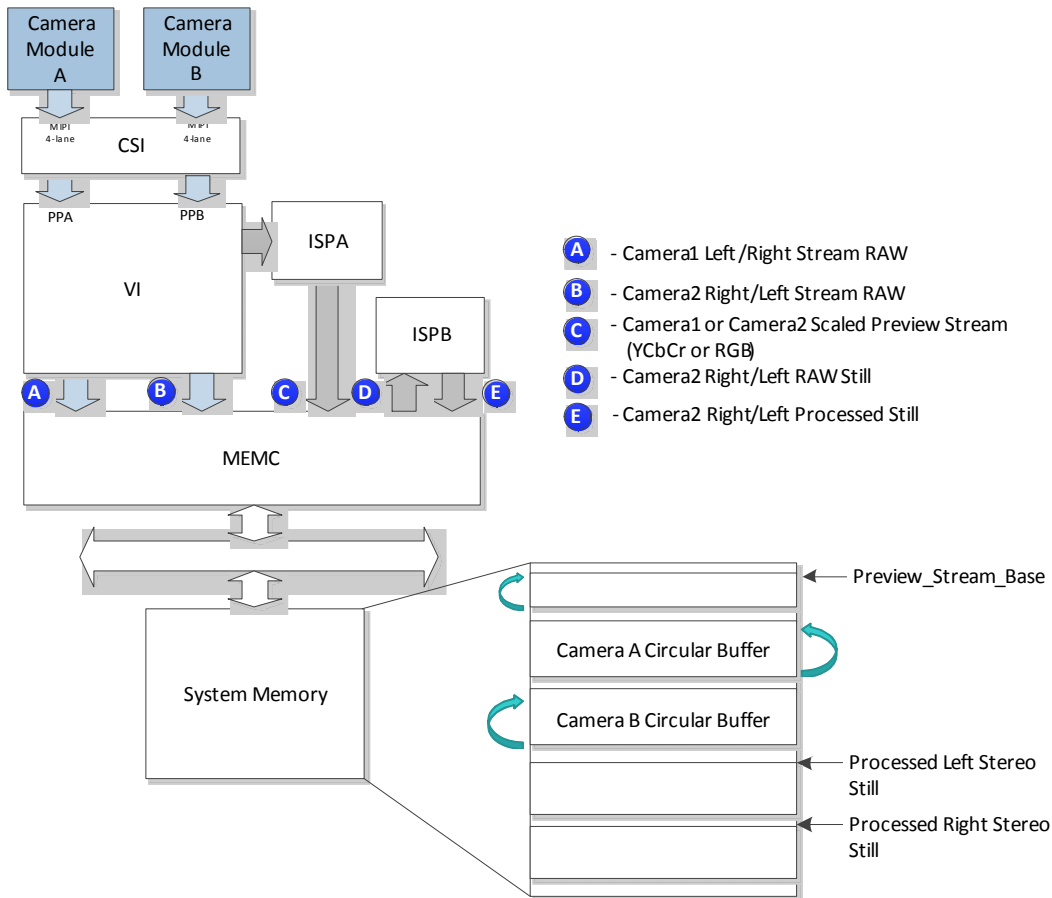 Camera
Module
A
Camera
Module
B
MIPI
4-lane
CSI
MIPI
4-lane
PPA
PPB
VI
ISPA
ISPB
A
B
C
D
E
MEMC
A - Camera1 Left/Right Stream RAW
B - Camera2 Right/Left Stream RAW
C - Camera1 or Camera2 Scaled Preview Stream
(YCbCr or RGB)
D - Camera2 Right/Left RAW Still
E - Camera2 Right/Left Processed Still
System Memory
Preview_Stream_Base
Camera A Circular Buffer
Camera B Circular Buffer
Processed Left Stereo
Still
Processed Right Stereo
Still